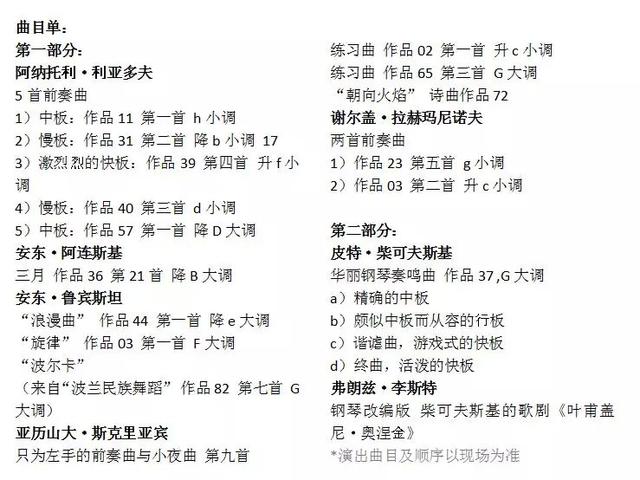 曲目单：
第一部分：
阿纳托利·利亚多夫
5 首前奏曲
1）中板：作品 11 第一首 h 小调
2）慢板：作品 31 第二首 降 b 小调 17
3）激烈烈的快板：作品 39 第四首 升 f 小
调
4）慢板：作品 40 第三首 d 小调
5）中板：作品 57 第一首 降 D 大调
安东·阿连斯基
三月 作品 36 第 21 首 降 B 大调
安东·鲁宾斯坦
“浪漫曲” 作品 44 第一首 降 e 大调
“旋律” 作品 03 第一首 F 大调
“波尔卡”
（来自“波兰民族舞蹈” 作品 82 第七首 G
大调）
亚历山大·斯克里亚宾
只为左手的前奏曲与小夜曲 第九首
练习曲 作品 02 第一首 升 c 小调
练习曲 作品 65 第三首 G 大调
“朝向火焰” 诗曲作品 72
谢尔盖·拉赫玛尼诺夫
两首前奏曲
1）作品 23 第五首 g 小调
2）作品 03 第二首 升 c 小调
第二部分：
皮特·柴可夫斯基
华丽钢琴奏鸣曲 作品 37 ,G 大调
a）精确的中板
b）颇似中板而从容的行板
c）谐谑曲，游戏式的快板
d）终曲，活泼的快板
弗朗兹·李斯特
钢琴改编版 柴可夫斯基的歌剧《叶甫盖
尼·奥涅金》
*演出曲目及顺序以现场为准